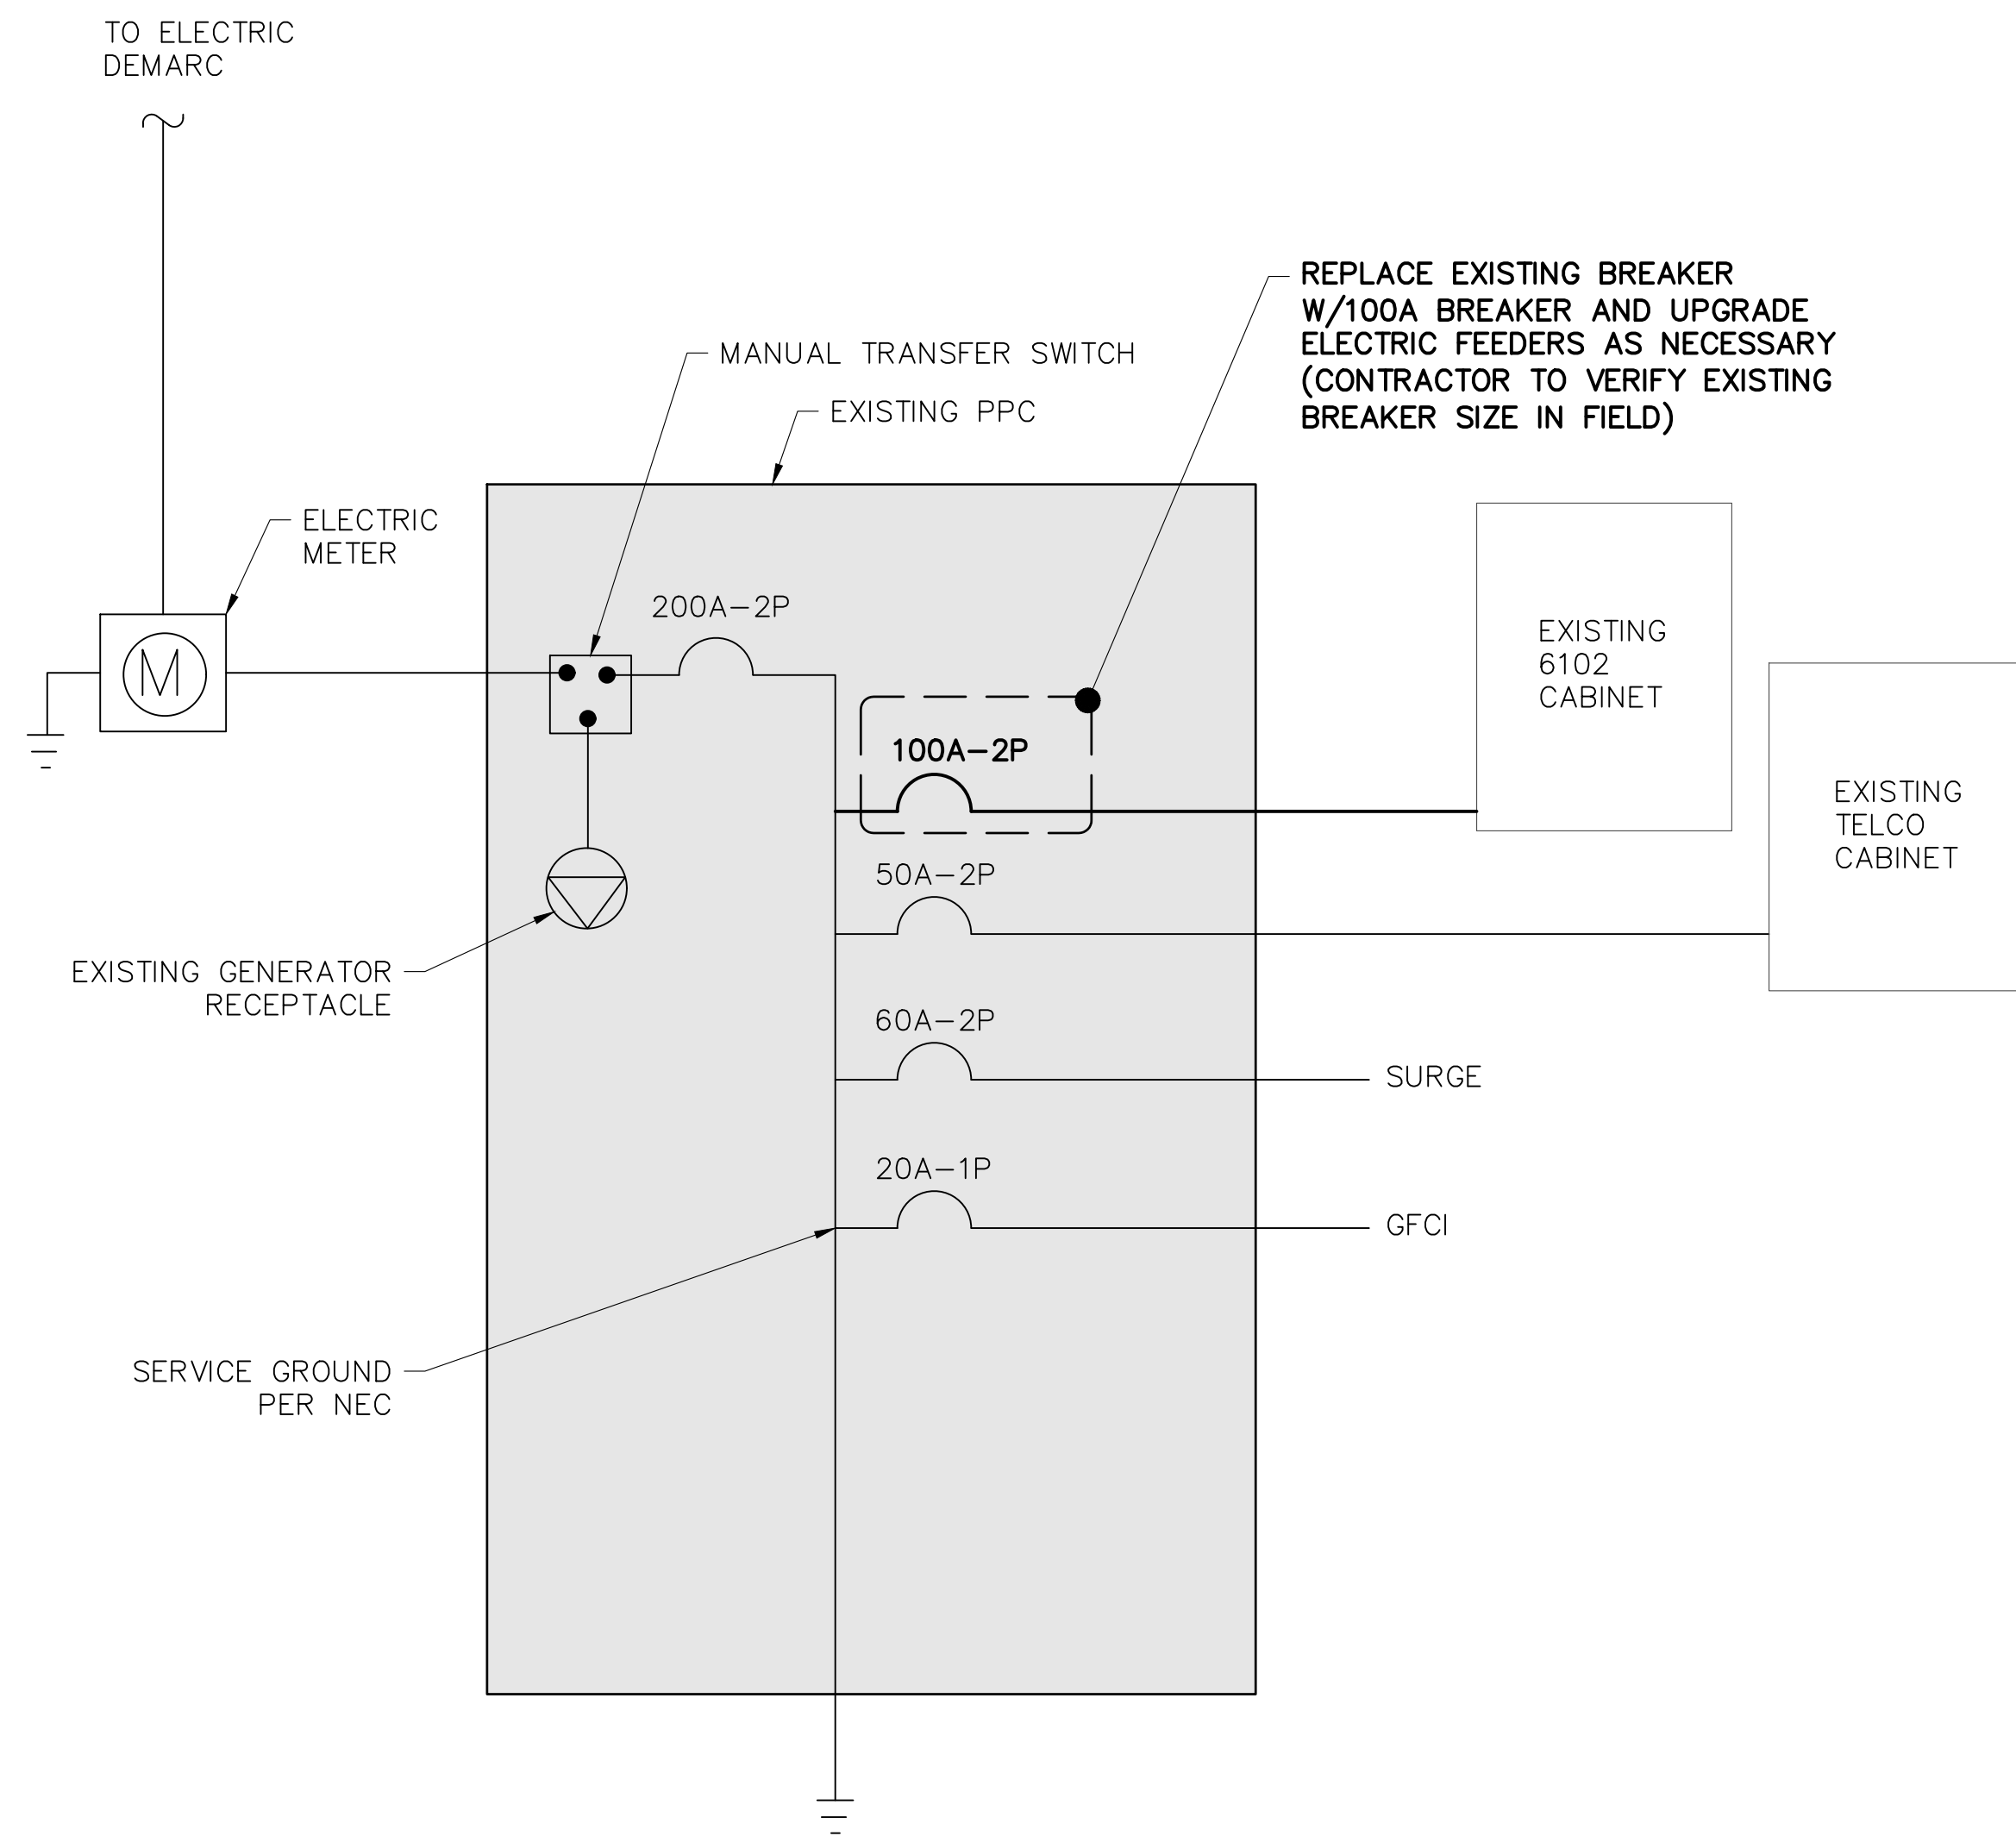 TO ELECTRIC
DEMARC
REPLACE EXISTING BREAKER
W/100A BREAKER AND UPGRADE
ELECTRIC FEEDERS AS NECESSARY
(CONTRACTOR TO VERIFY EXISTING
BREAKER SIZE IN FIELD)
MANUAL TRANSFER SWITCH
EXISTING PPC
ELECTRIC
METER
M
200A-2P
EXISTING
6102
CABINET
100A-2P
EXISTING
TELCO
CABINET
50A-2P
EXISTING GENERATOR
RECEPTACLE
60A-2P
SURGE
20A-1P
GFCI
SERVICE GROUND
PER NEC